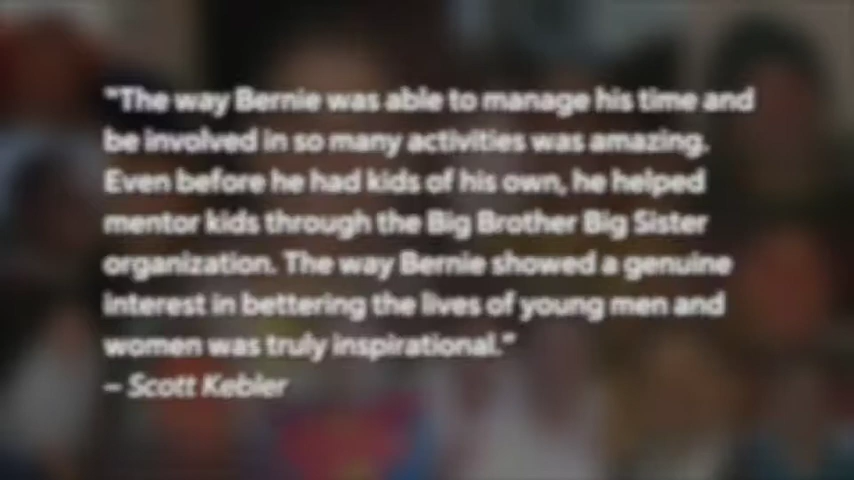 "The way Bernie was able to manage his time and
be involved in so many activities was amazing.
Even before he had kids of his own, he helped
mentor kids through the Big Brother Big Sister
organization. The way Bernie showed a genuine
interest in bettering the lives of young men and
women was truly inspirational."
– Scott Kebler